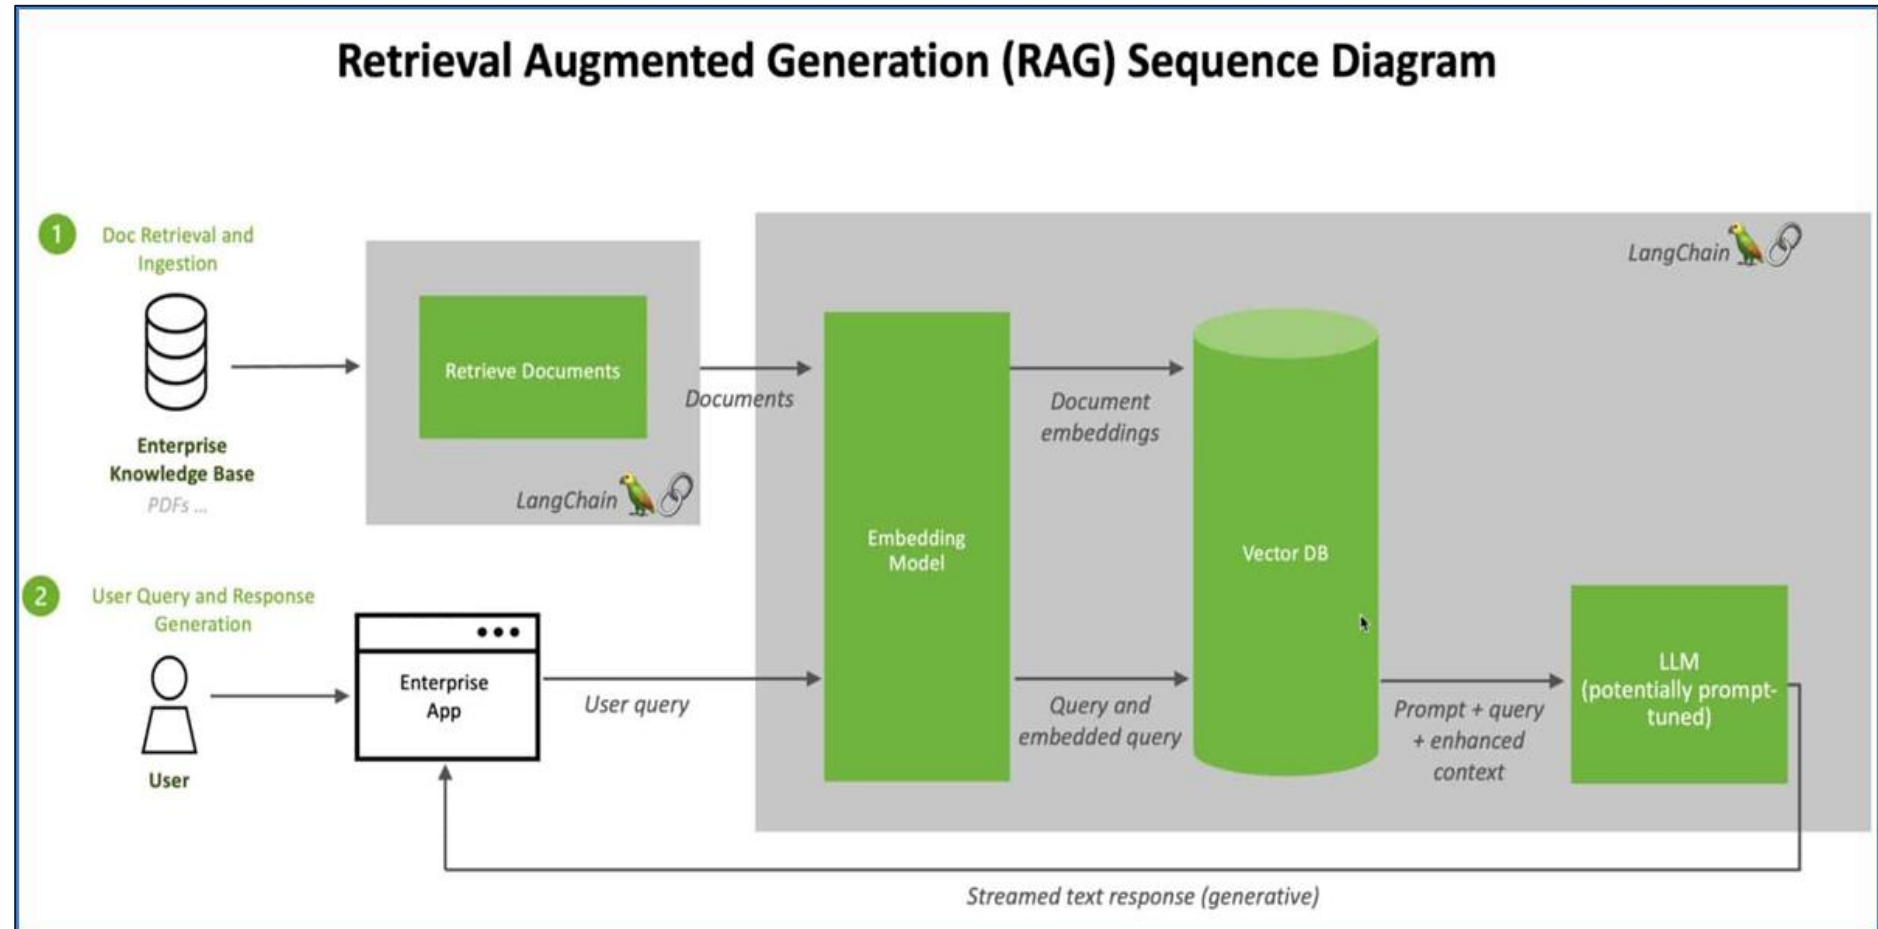 Retrieval Augmented Generation (RAG) Sequence Diagram
1
Doc Retrieval and
Ingestion
Enterprise
Knowledge Base
PDFs ...
Retrieve Documents
LangChain
Documents
LangChain
Embedding
Model
Document
embeddings
Vector DB
2
User Query and Response
Generation
User
Enterprise
App
User query
Query and
embedded query
Prompt + query
+ enhanced
context
LLM
(potentially prompt-
tuned)
Streamed text response (generative)